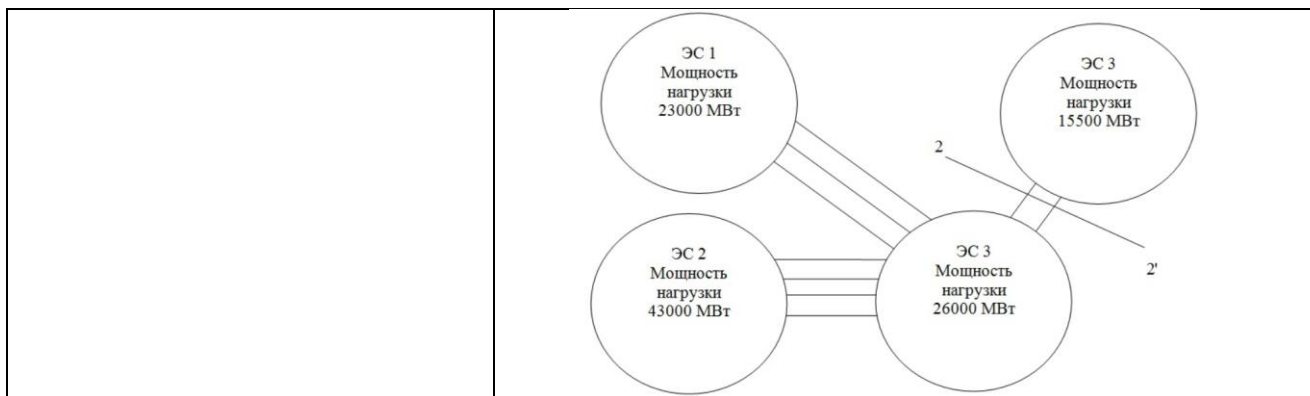 ЭС 1
Мощность
нагрузки
23000 МВт
ЭС 3
Мощность
нагрузки
15500 МВт
2
ЭС 2
Мощность
нагрузки
43000 МВт
ЭС 3
Мощность
нагрузки
26000 МВт
2'